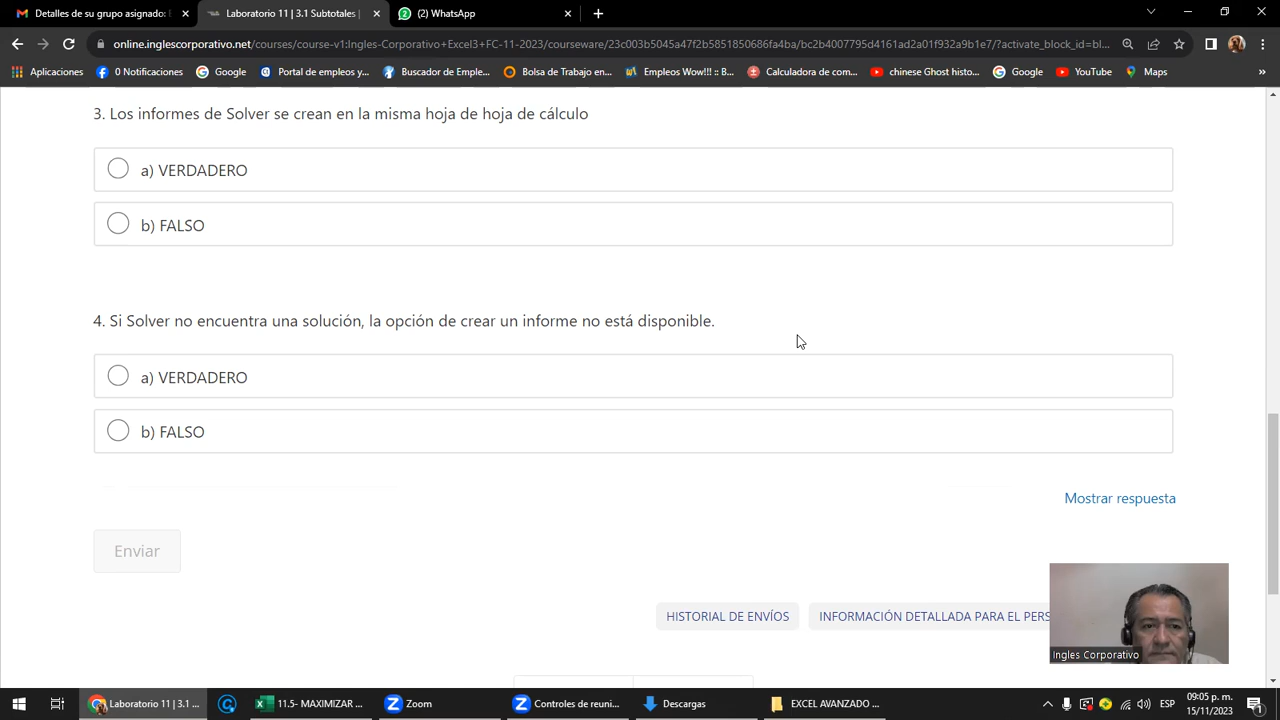 Detalles de su grupo asignado:
Laboratorio 11 | 3.1 Subtotales |
(2) WhatsApp
online.inglescorporativo.net/courses/course-v1:Ingles-Corporativo+Excel3+FC-11-2023/courseware/23c003b5045a47f2b5851850686fa4ba/bc2b4007795d4161ad2a01f932a9b1e7/?activate_block_id=bl...
Aplicaciones
0 Notificaciones
Google
Portal de empleos y...
Buscador de Emple...
Bolsa de Trabajo en...
Empleos Wow!!! :: B...
Calculadora de com...
chinese Ghost histo...
Google
YouTube
Maps
»
3. Los informes de Solver se crean en la misma hoja de hoja de cálculo
a) VERDADERO
b) FALSO
4. Si Solver no encuentra una solución, la opción de crear un informe no está disponible.
a) VERDADERO
b) FALSO
Mostrar respuesta
Enviar
HISTORIAL DE ENVÍOS
INFORMACIÓN DETALLADA PARA EL PERS
Ingles Corporativo
Laboratorio 11 | 3.1 ...
11.5- MAXIMIZAR ...
Zoom
Controles de reuni...
Descargas
EXCEL AVANZADO ...
ESP
09:05 p. m.
15/11/2023